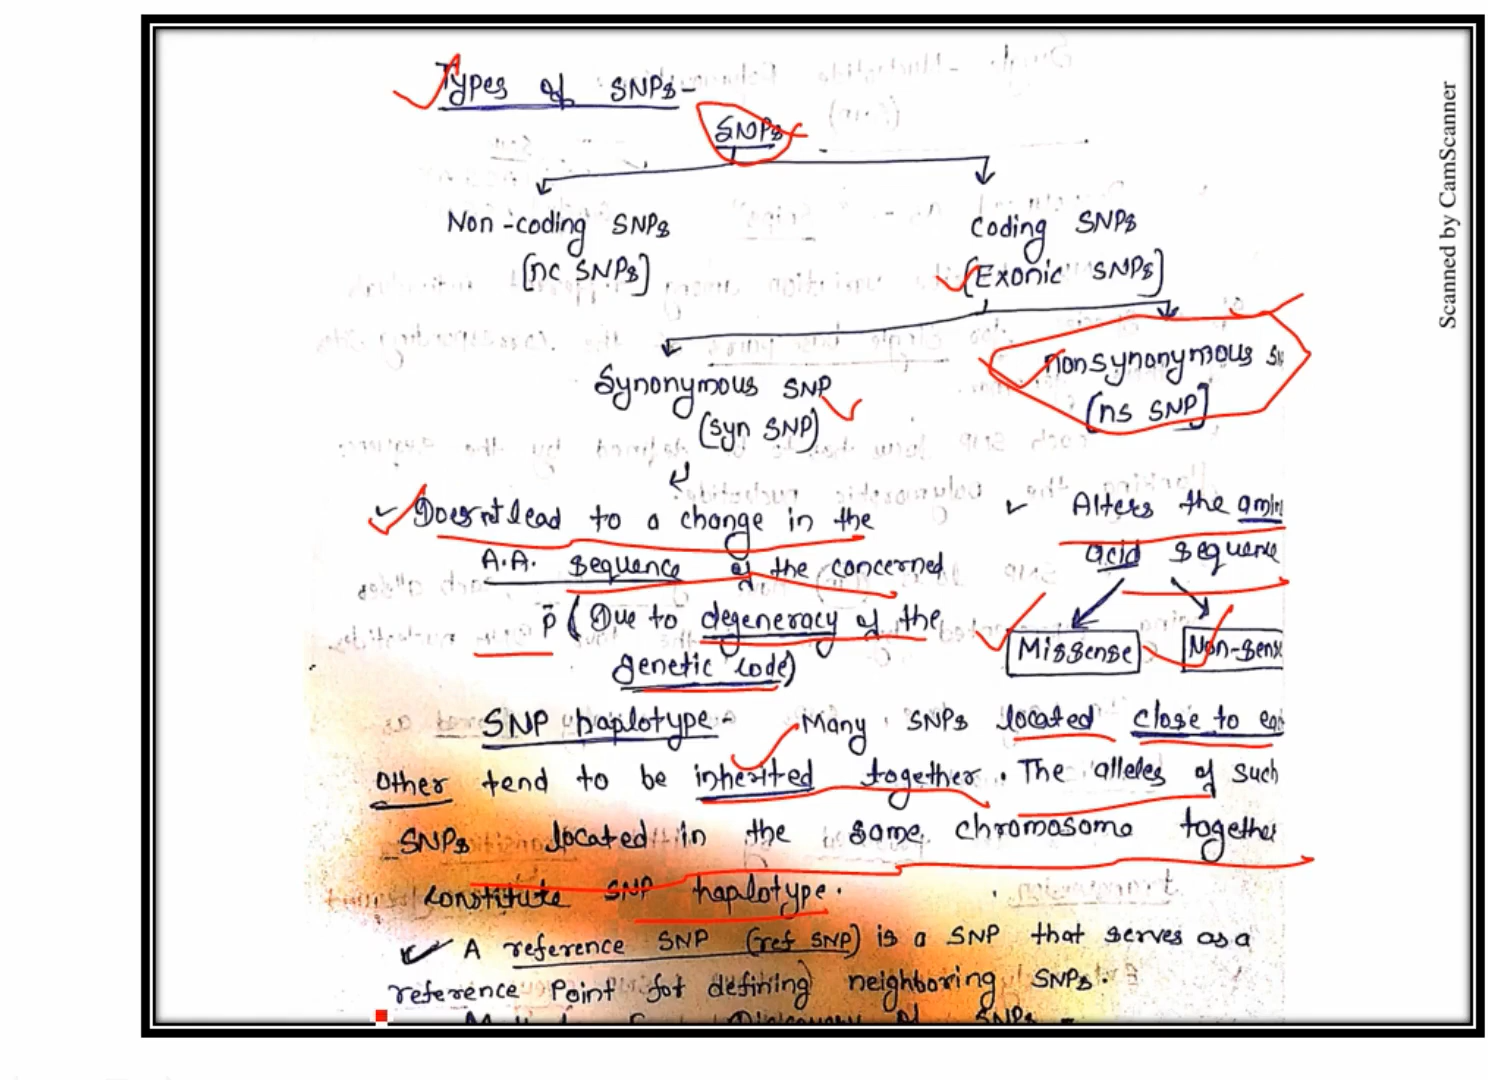 Types of SNPs-
SNPs
Non-coding SNPs
[nc SNPs]
Coding SNPs
[Exonic SNPs]
Synonymous SNP
(syn SNP)
nonsynonymous
[ns SNP]
Doesn't lead to a change in the
A.A. sequence of the concerned
p̄ (Due to degeneracy of the
genetic code)
Alters the
acid sequence
Missense
Non-sens
SNP haplotype- Many SNPs located close to
other tend to be inherited together. The alleles of such
SNPs located in the same chromosome together
constitute SNP haplotype.
A reference SNP (ref SNP) is a SNP that serves as a
reference Point for defining neighboring SNPs.
Discovery of SNPs-
Scanned by CamScanner